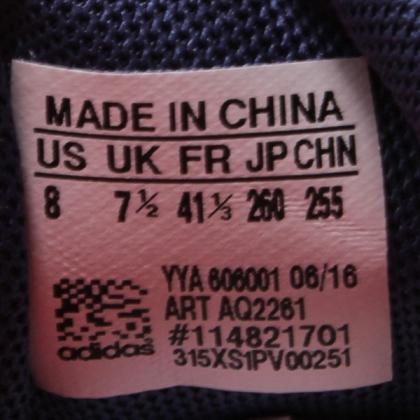 MADE IN CHINA
US UK FR JP CHN
8 7½ 41⅓ 260 255
YYA 606001 06/16
ART AQ2261
#114821701
adidas
315XS1PV00251